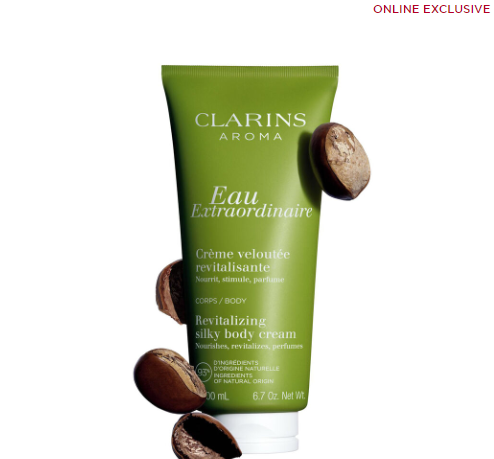 ONLINE EXCLUSIVE
CLARINS
AROMA
Eau
Extraordinaire
Crème veloutée
revitalisante
Nourrit, stimule, parfume
CORPS / BODY
Revitalizing
silky body cream
Nourishes, revitalizes, perfumes
D'INGRÉDIENTS
D'ORIGINE NATURELLE
INGREDIENTS
OF NATURAL ORIGIN
mL 6.7 Oz. Net Wt.